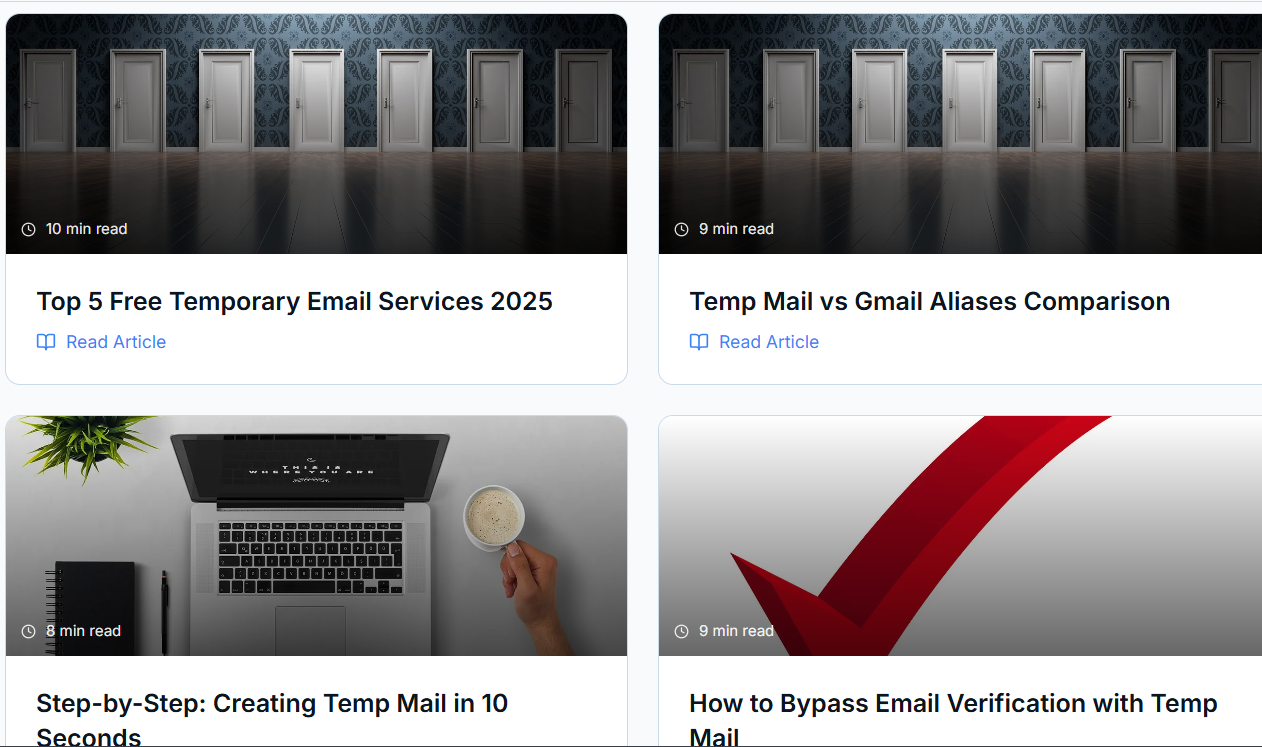 10 min read
9 min read
Top 5 Free Temporary Email Services 2025
Temp Mail vs Gmail Aliases Comparison
Read Article
Read Article
THIS IS
WHERE YOU ARE
8 min read
9 min read
Step-by-Step: Creating Temp Mail in 10
Seconds
How to Bypass Email Verification with Temp
Mail